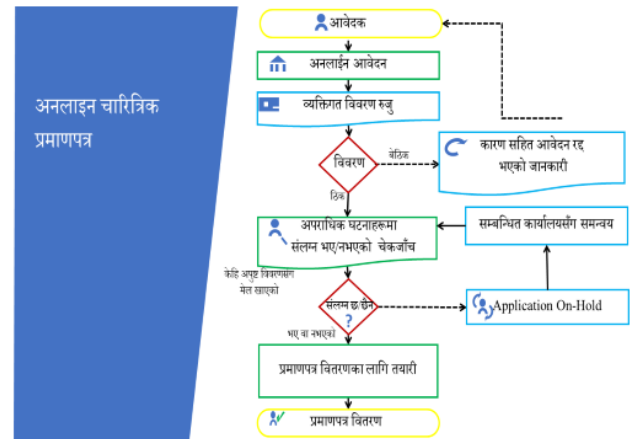 अनलाइन चारित्रिक
प्रमाणपत्र
आवेदक
अनलाईन आवेदन
व्यक्तिगत विवरण रुजु
विवरण
बेठिक
कारण सहित आवेदन रद्द
भएको जानकारी
ठिक
अपराधिक घटनाहरूमा
संलग्न भए/नभएको चेकजाँच
सम्बन्धित कार्यालयसँग समन्वय
केहि अपुष्ट विवरणसँग
मेल खाएको
संलग्न छ/छैन
?
Application On-Hold
भए वा नभएको
प्रमाणपत्र वितरणका लागि तयारी
प्रमाणपत्र वितरण